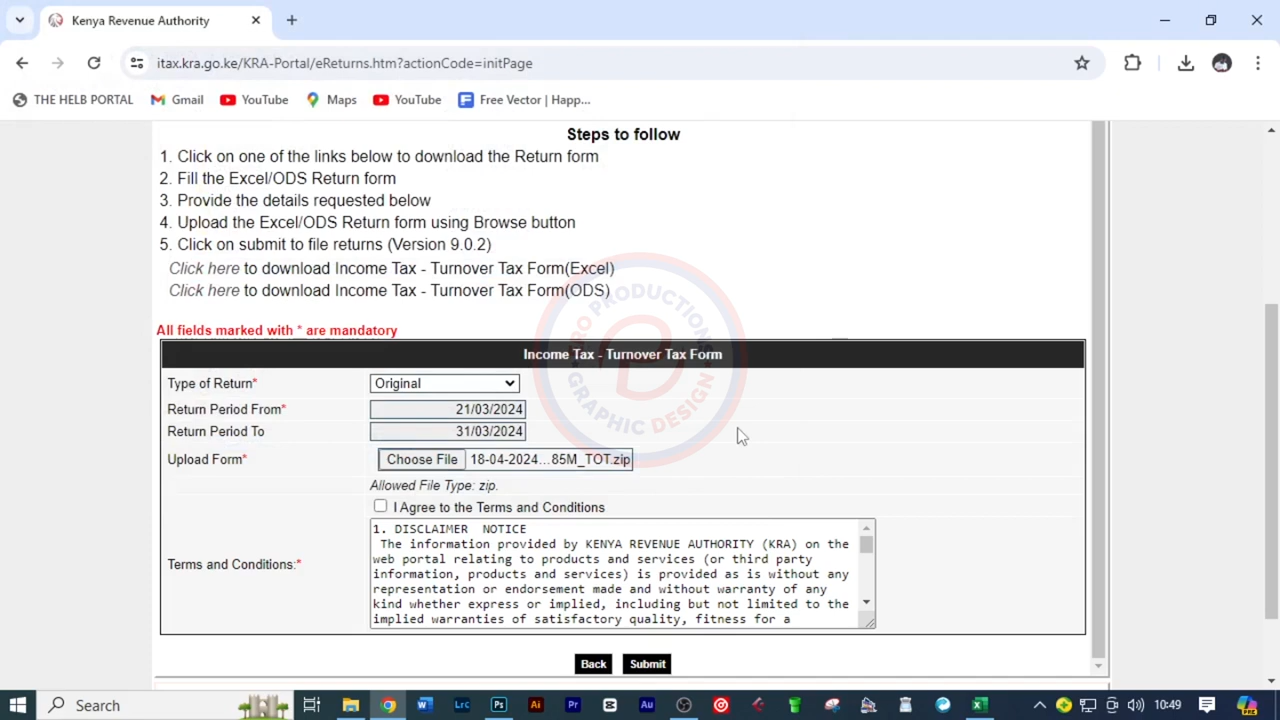 Kenya Revenue Authority
itax.kra.go.ke/KRA-Portal/eReturns.htm?actionCode=initPage
THE HELB PORTAL Gmail YouTube Maps YouTube Free Vector | Happ...
Steps to follow
1. Click on one of the links below to download the Return form
2. Fill the Excel/ODS Return form
3. Provide the details requested below
4. Upload the Excel/ODS Return form using Browse button
5. Click on submit to file returns (Version 9.0.2)
Click here to download Income Tax - Turnover Tax Form(Excel)
Click here to download Income Tax - Turnover Tax Form(ODS)
All fields marked with * are mandatory
Income Tax - Turnover Tax Form
Type of Return* Original
Return Period From* 21/03/2024
Return Period To 31/03/2024
Upload Form* Choose File 18-04-2024...85M_TOT.zip
Allowed File Type: zip.
I Agree to the Terms and Conditions
Terms and Conditions:*
1. DISCLAIMER NOTICE
The information provided by KENYA REVENUE AUTHORITY (KRA) on the
web portal relating to products and services (or third party
information, products and services) is provided as is without any
representation or endorsement made and without warranty of any
kind whether express or implied, including but not limited to the
implied warranties of satisfactory quality, fitness for a
Back Submit
PRODUCTIONS
GRAPHIC DESIGN
Search
Lrc Ps Ai Pr Au
10:49